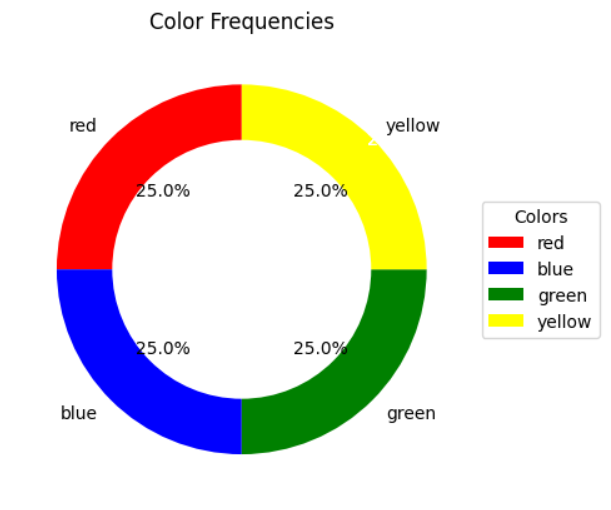 Color Frequencies
red
yellow
25.0%
25.0%
Colors
red
blue
green
yellow
25.0%
25.0%
blue
green